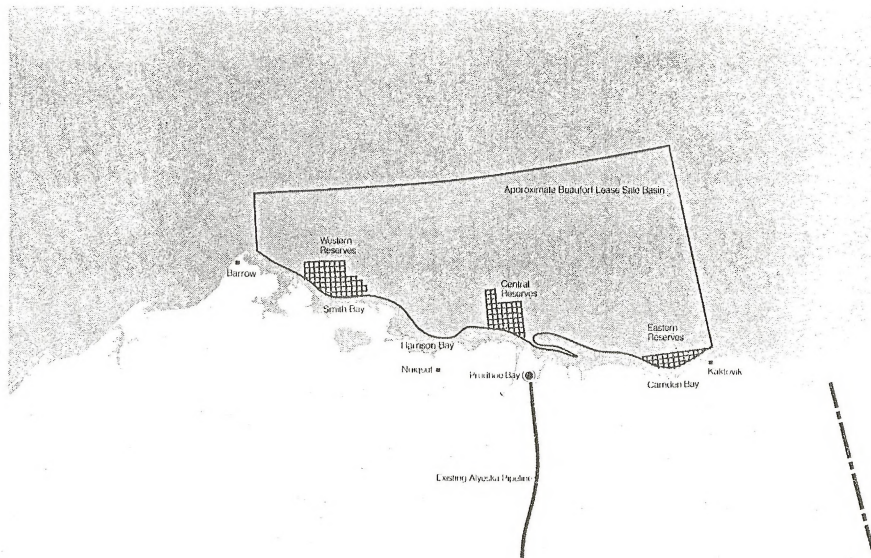 Approximate Beaufort Lease Sale Basin
Western
Reserves
Barrow
Central
Reserves
Smith Bay
Eastern
Reserves
Harrison Bay
Kaktovik
Nuiqsut
Prudhoe Bay
Camden Bay
Existing Alyeska Pipeline